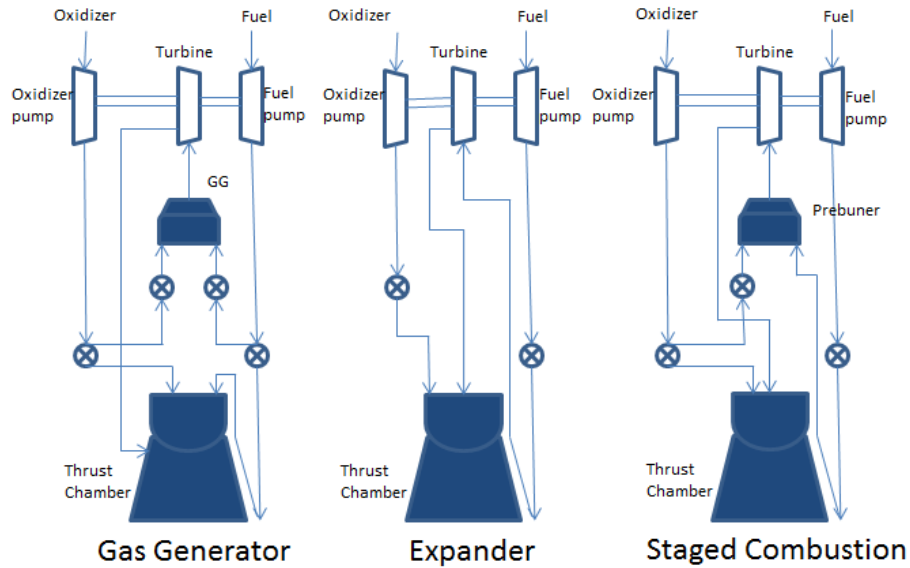 Oxidizer
Fuel
Turbine
Oxidizer
pump
Fuel
pump
GG
Thrust
Chamber
Gas Generator
Oxidizer
Fuel
Turbine
Oxidizer
pump
Fuel
pump
Thrust
Chamber
Expander
Oxidizer
Fuel
Turbine
Oxidizer
pump
Fuel
pump
Prebuner
Thrust
Chamber
Staged Combustion